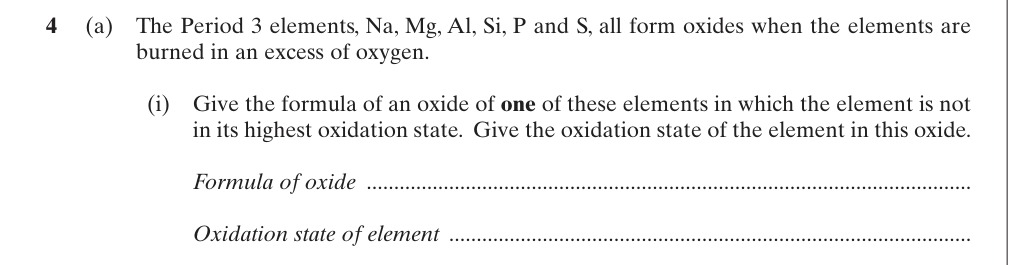 4 (a) The Period 3 elements, Na, Mg, Al, Si, P and S, all form oxides when the elements are
burned in an excess of oxygen.
(i) Give the formula of an oxide of one of these elements in which the element is not
in its highest oxidation state. Give the oxidation state of the element in this oxide.
Formula of oxide ..........................................................................................................
Oxidation state of element ...........................................................................................